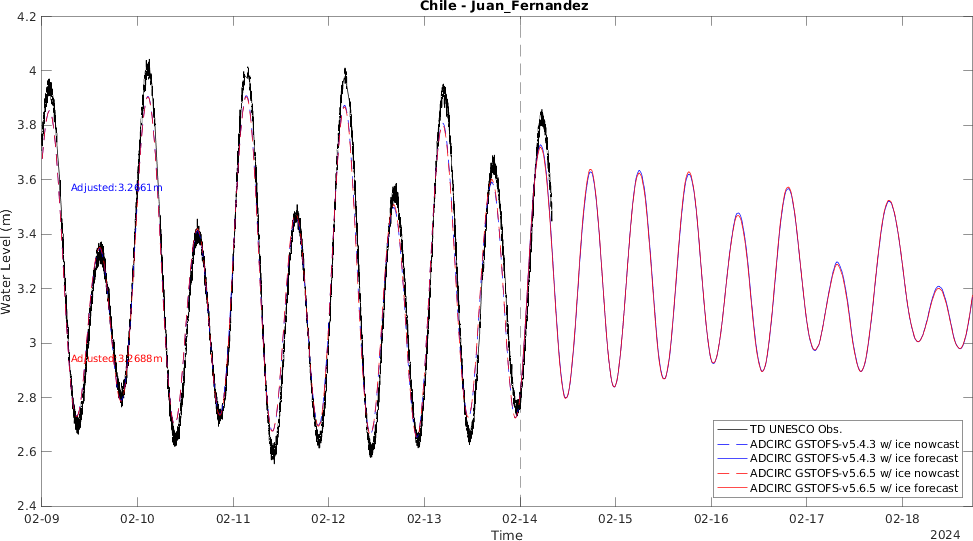 Chile - Juan_Fernandez
4.2
4
3.8
3.6
3.4
3.2
3
2.8
2.6
2.4
Water Level (m)
Adjusted:3.2661m
Adjusted:3.2688m
TD UNESCO Obs.
ADCIRC GSTOFS-v5.4.3 w/ ice nowcast
ADCIRC GSTOFS-v5.4.3 w/ ice forecast
ADCIRC GSTOFS-v5.6.5 w/ ice nowcast
ADCIRC GSTOFS-v5.6.5 w/ ice forecast
02-09 02-10 02-11 02-12 02-13 02-14 02-15 02-16 02-17 02-18
Time
2024